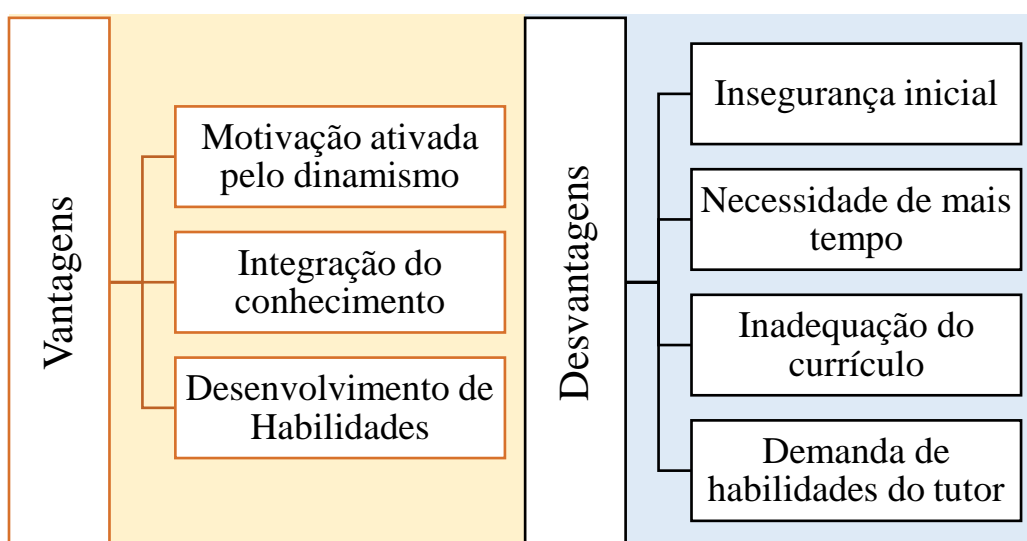 Vantagens
Motivação ativada
pelo dinamismo
Integração do
conhecimento
Desenvolvimento de
Habilidades
Desvantagens
Insegurança inicial
Necessidade de mais
tempo
Inadequação do
currículo
Demanda de
habilidades do tutor